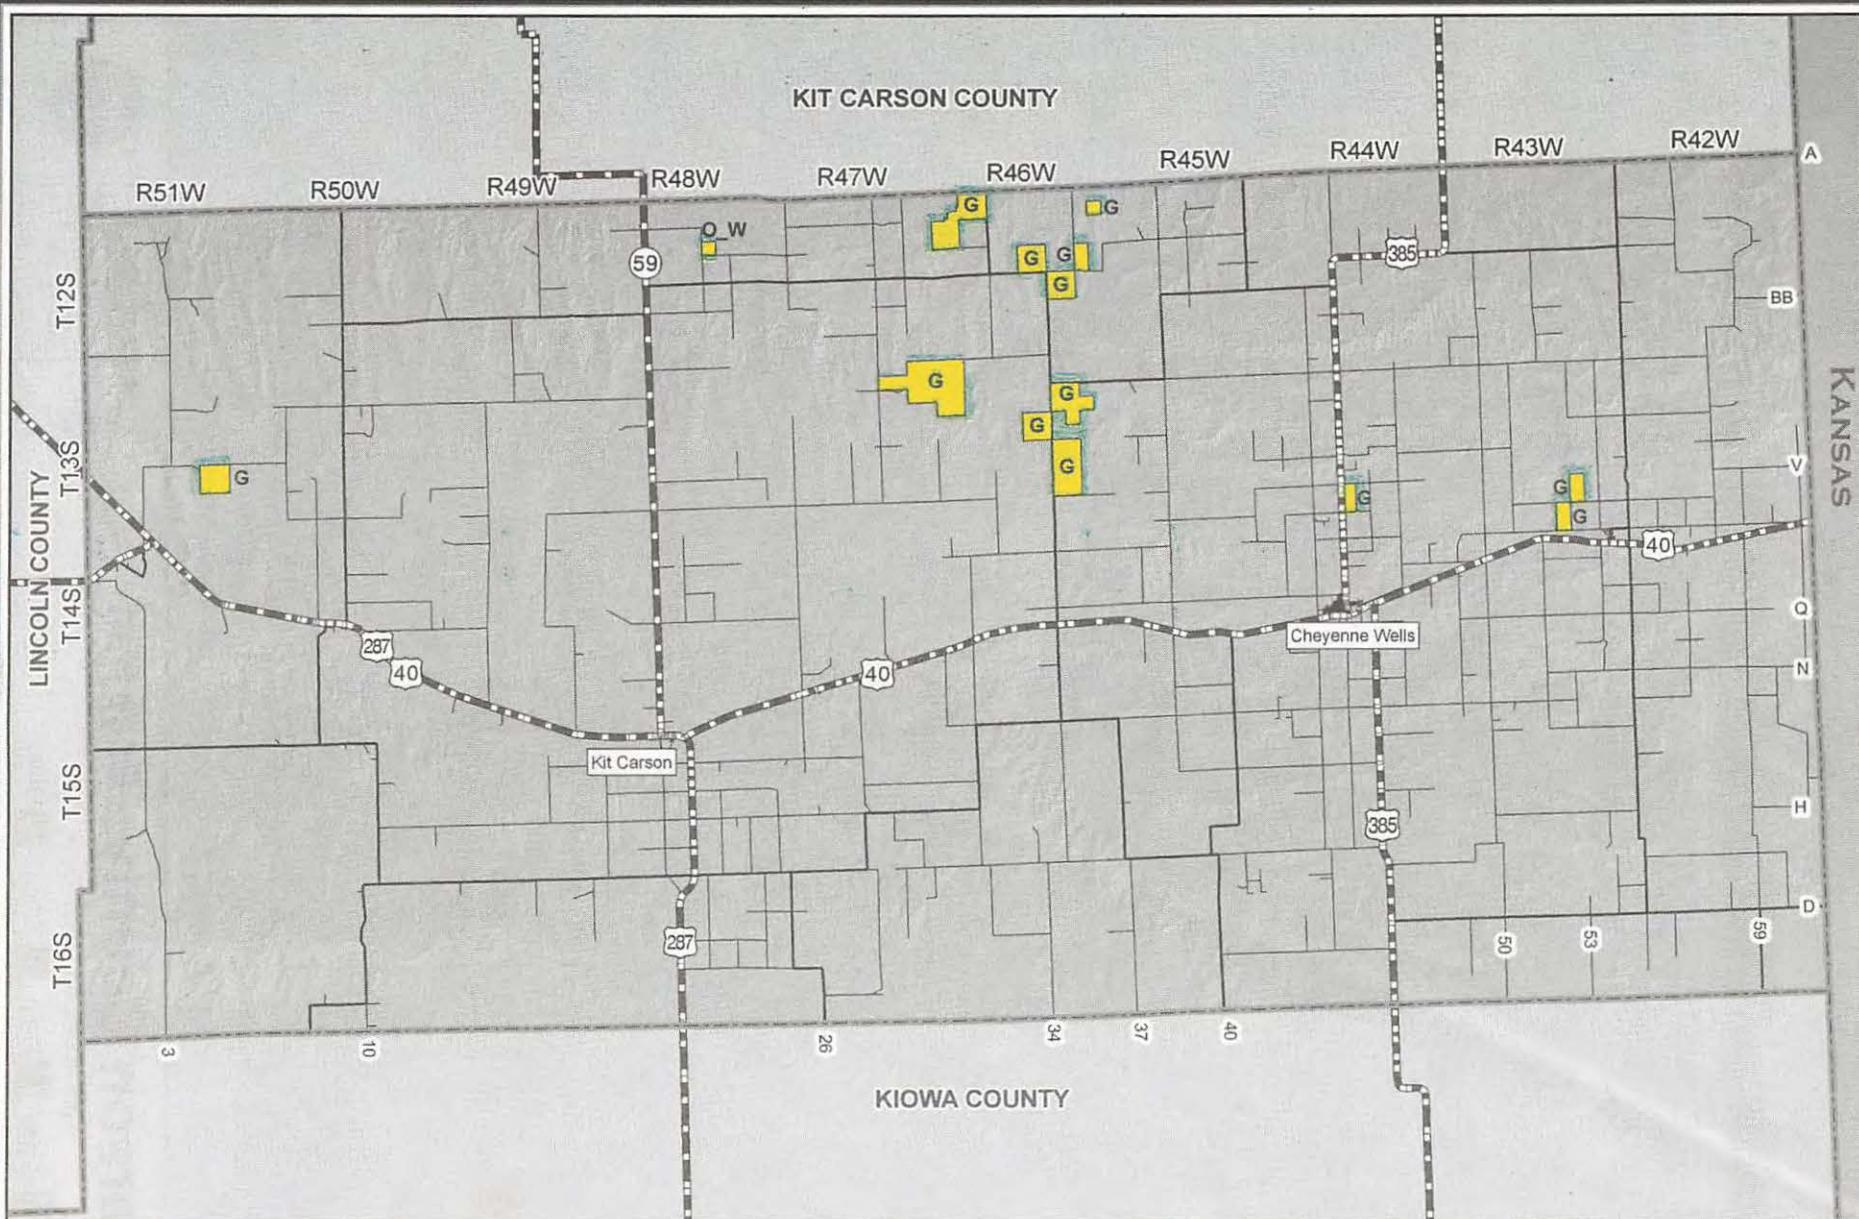 KIT CARSON COUNTY
R51W
R50W
R49W
R48W
R47W
R46W
R45W
R44W
R43W
R42W
A
G
G
O_W
59
G
G
G
385
BB
T12S
KANSAS
G
G
G
G
T13S
G
V
G
G
G
LINCOLN COUNTY
40
T14S
Q
Cheyenne Wells
287
40
40
N
Kit Carson
T15S
H
385
D
287
50
53
59
T16S
3
10
26
34
37
40
KIOWA COUNTY